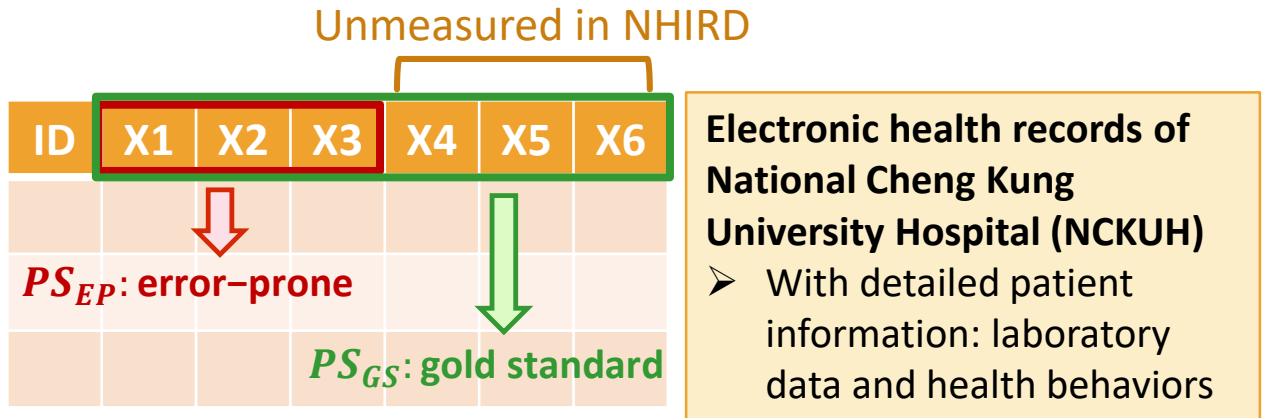 Unmeasured in NHIRD
ID X1 X2 X3 X4 X5 X6
PS_EP: error–prone
PS_GS: gold standard
Electronic health records of
National Cheng Kung
University Hospital (NCKUH)
➢ With detailed patient
information: laboratory
data and health behaviors